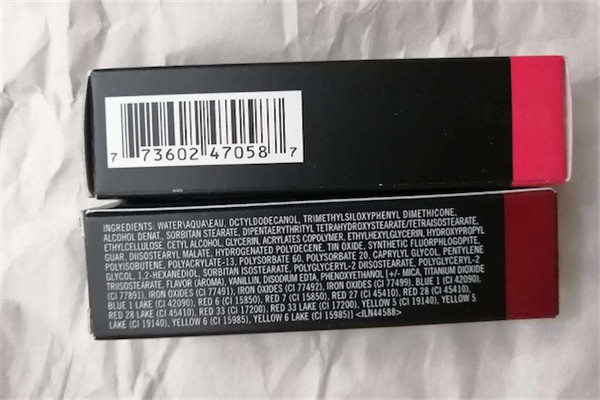 7 73602 47058 7
INGREDIENTS: WATER\AQUA\EAU, OCTYLDODECANOL, TRIMETHYLSILOXYPHENYL DIMETHICONE,
ALCOHOL DENAT., SORBITAN STEARATE, DIPENTAERYTHRITYL TETRAHYDROXYSTEARATE/TETRAISOSTEARATE,
ETHYLCELLULOSE, CETYL ALCOHOL, GLYCERIN, ACRYLATES COPOLYMER, ETHYLHEXYLGLYCERIN, HYDROXYPROPYL
GUAR, DIISOSTEARYL MALATE, HYDROGENATED POLYDECENE, TIN OXIDE, SYNTHETIC FLUORPHLOGOPITE,
POLYISOBUTENE, POLYACRYLATE-13, POLYSORBATE 60, POLYSORBATE 20, CAPRYLYL GLYCOL, PENTYLENE
GLYCOL, 1,2-HEXANEDIOL, SORBITAN ISOSTEARATE, POLYGLYCERYL-2 DIISOSTEARATE, POLYGLYCERYL-2
TRIISOSTEARATE, FLAVOR (AROMA), VANILLIN, DISODIUM EDTA, PHENOXYETHANOL [+/- MICA, TITANIUM DIOXIDE
(CI 77891), IRON OXIDES (CI 77491), IRON OXIDES (CI 77492), IRON OXIDES (CI 77499), BLUE 1 (CI 42090),
BLUE 1 LAKE (CI 42090), RED 6 (CI 15850), RED 7 (CI 15850), RED 27 (CI 45410), RED 28 (CI 45410),
RED 28 LAKE (CI 45410), RED 33 (CI 17200), RED 33 LAKE (CI 17200), YELLOW 5 (CI 19140), YELLOW 5
LAKE (CI 19140), YELLOW 6 (CI 15985), YELLOW 6 LAKE (CI 15985)] <ILN44588>